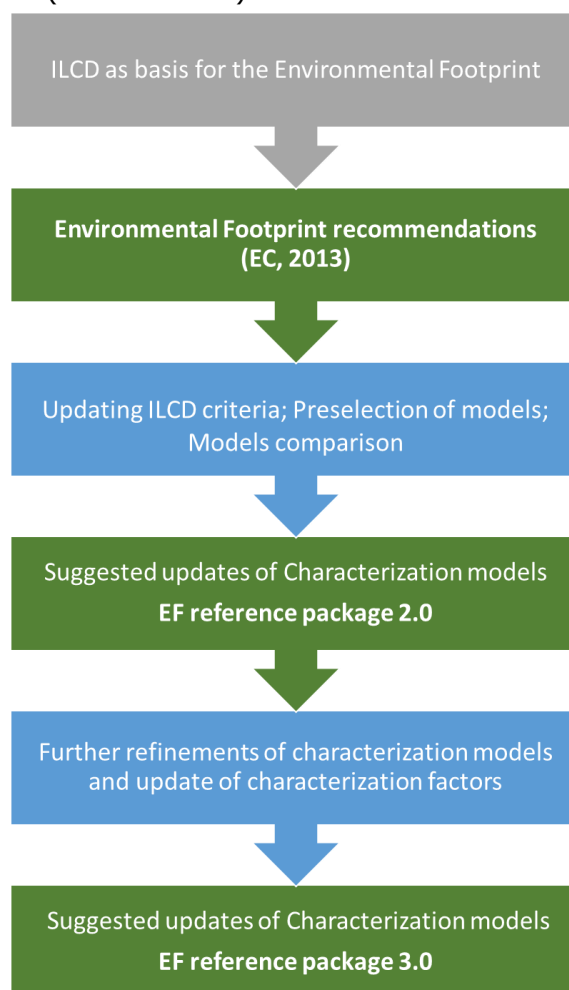 ILCD as basis for the Environmental Footprint
Environmental Footprint recommendations
(EC, 2013)
Updating ILCD criteria; Preselection of models;
Models comparison
Suggested updates of Characterization models
EF reference package 2.0
Further refinements of characterization models
and update of characterization factors
Suggested updates of Characterization models
EF reference package 3.0